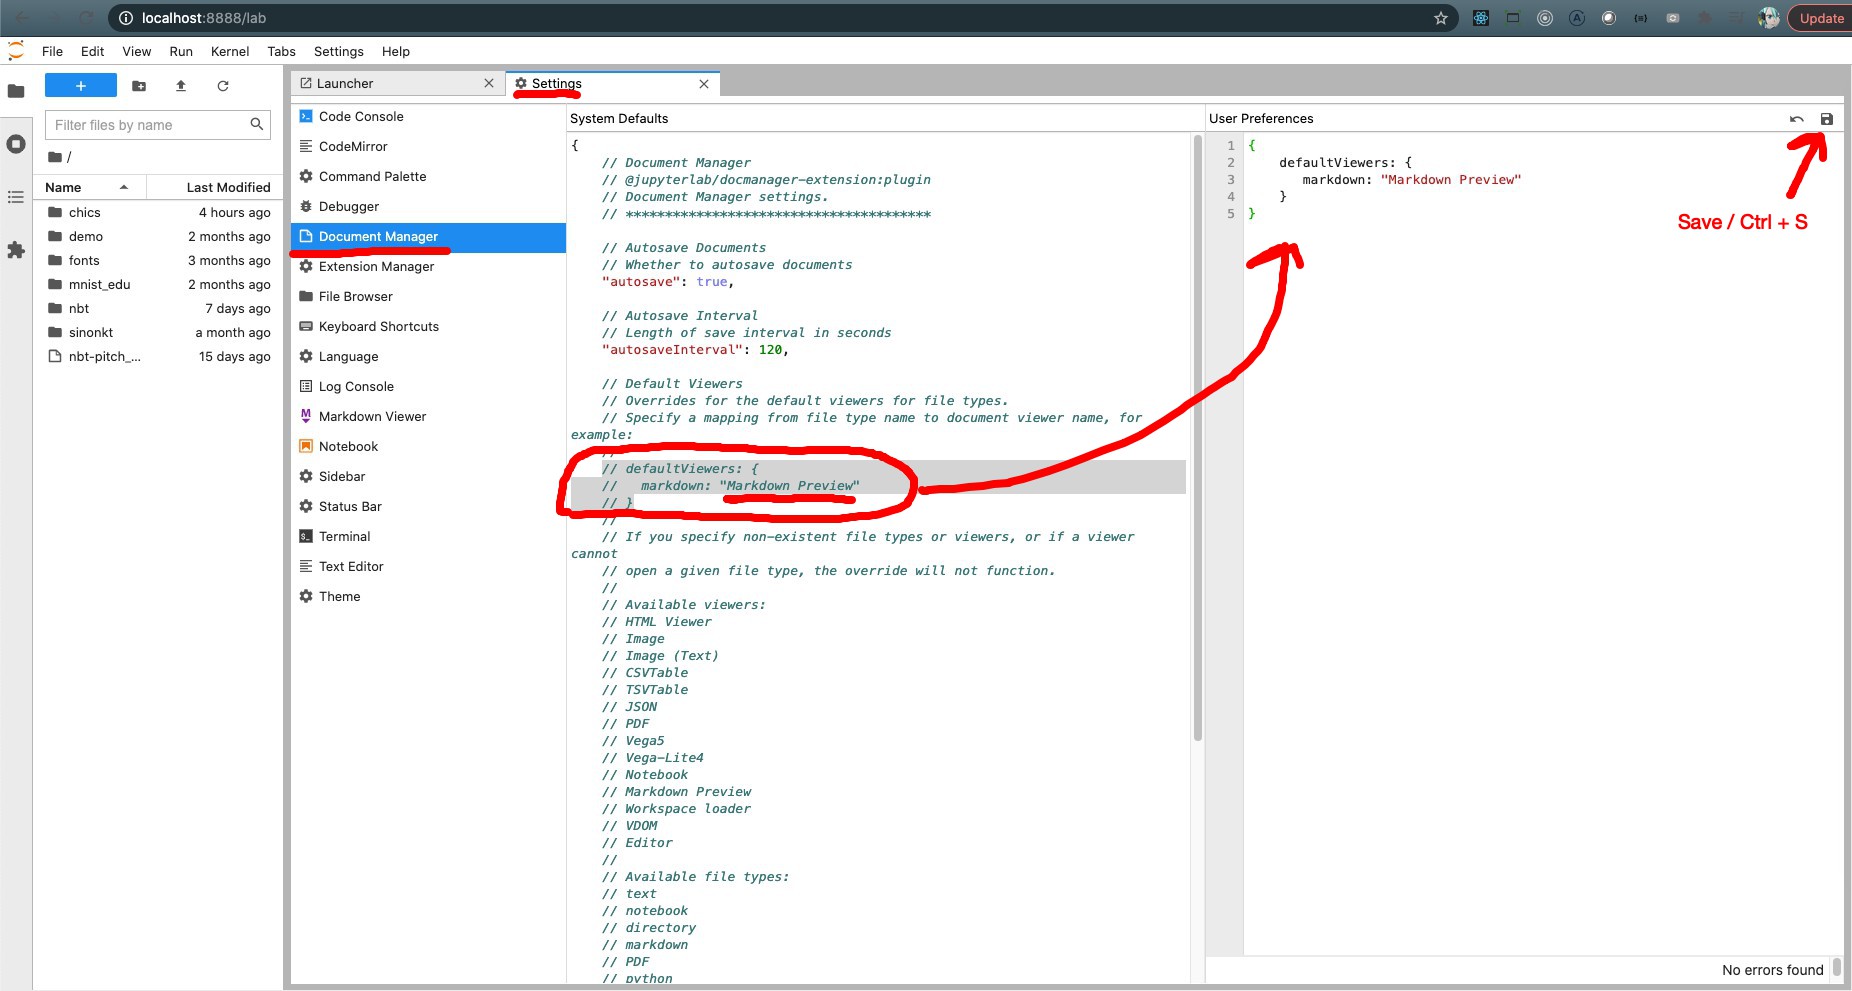 localhost:8888/lab
Update
File Edit View Run Kernel Tabs Settings Help
+
Filter files by name
/
Name Last Modified
chics 4 hours ago
demo 2 months ago
fonts 3 months ago
mnist_edu 2 months ago
nbt 7 days ago
sinonkt a month ago
nbt-pitch_... 15 days ago
Launcher
Settings
Code Console
CodeMirror
Command Palette
Debugger
Document Manager
Extension Manager
File Browser
Keyboard Shortcuts
Language
Log Console
Markdown Viewer
Notebook
Sidebar
Status Bar
Terminal
Text Editor
Theme
System Defaults
{
// Document Manager
// @jupyterlab/docmanager-extension:plugin
// Document Manager settings.
// ***************************************
// Autosave Documents
// Whether to autosave documents
"autosave": true,
// Autosave Interval
// Length of save interval in seconds
"autosaveInterval": 120,
// Default Viewers
// Overrides for the default viewers for file types.
// Specify a mapping from file type name to document viewer name, for
example:
//
// defaultViewers: {
//   markdown: "Markdown Preview"
// }
//
// If you specify non-existent file types or viewers, or if a viewer
cannot
// open a given file type, the override will not function.
//
// Available viewers:
// HTML Viewer
// Image
// Image (Text)
// CSVTable
// TSVTable
// JSON
// PDF
// Vega5
// Vega-Lite4
// Notebook
// Markdown Preview
// Workspace loader
// VDOM
// Editor
//
// Available file types:
// text
// notebook
// directory
// markdown
// PDF
// python
User Preferences
1 {
2 defaultViewers: {
3 markdown: "Markdown Preview"
4 }
5 }
Save / Ctrl + S
No errors found